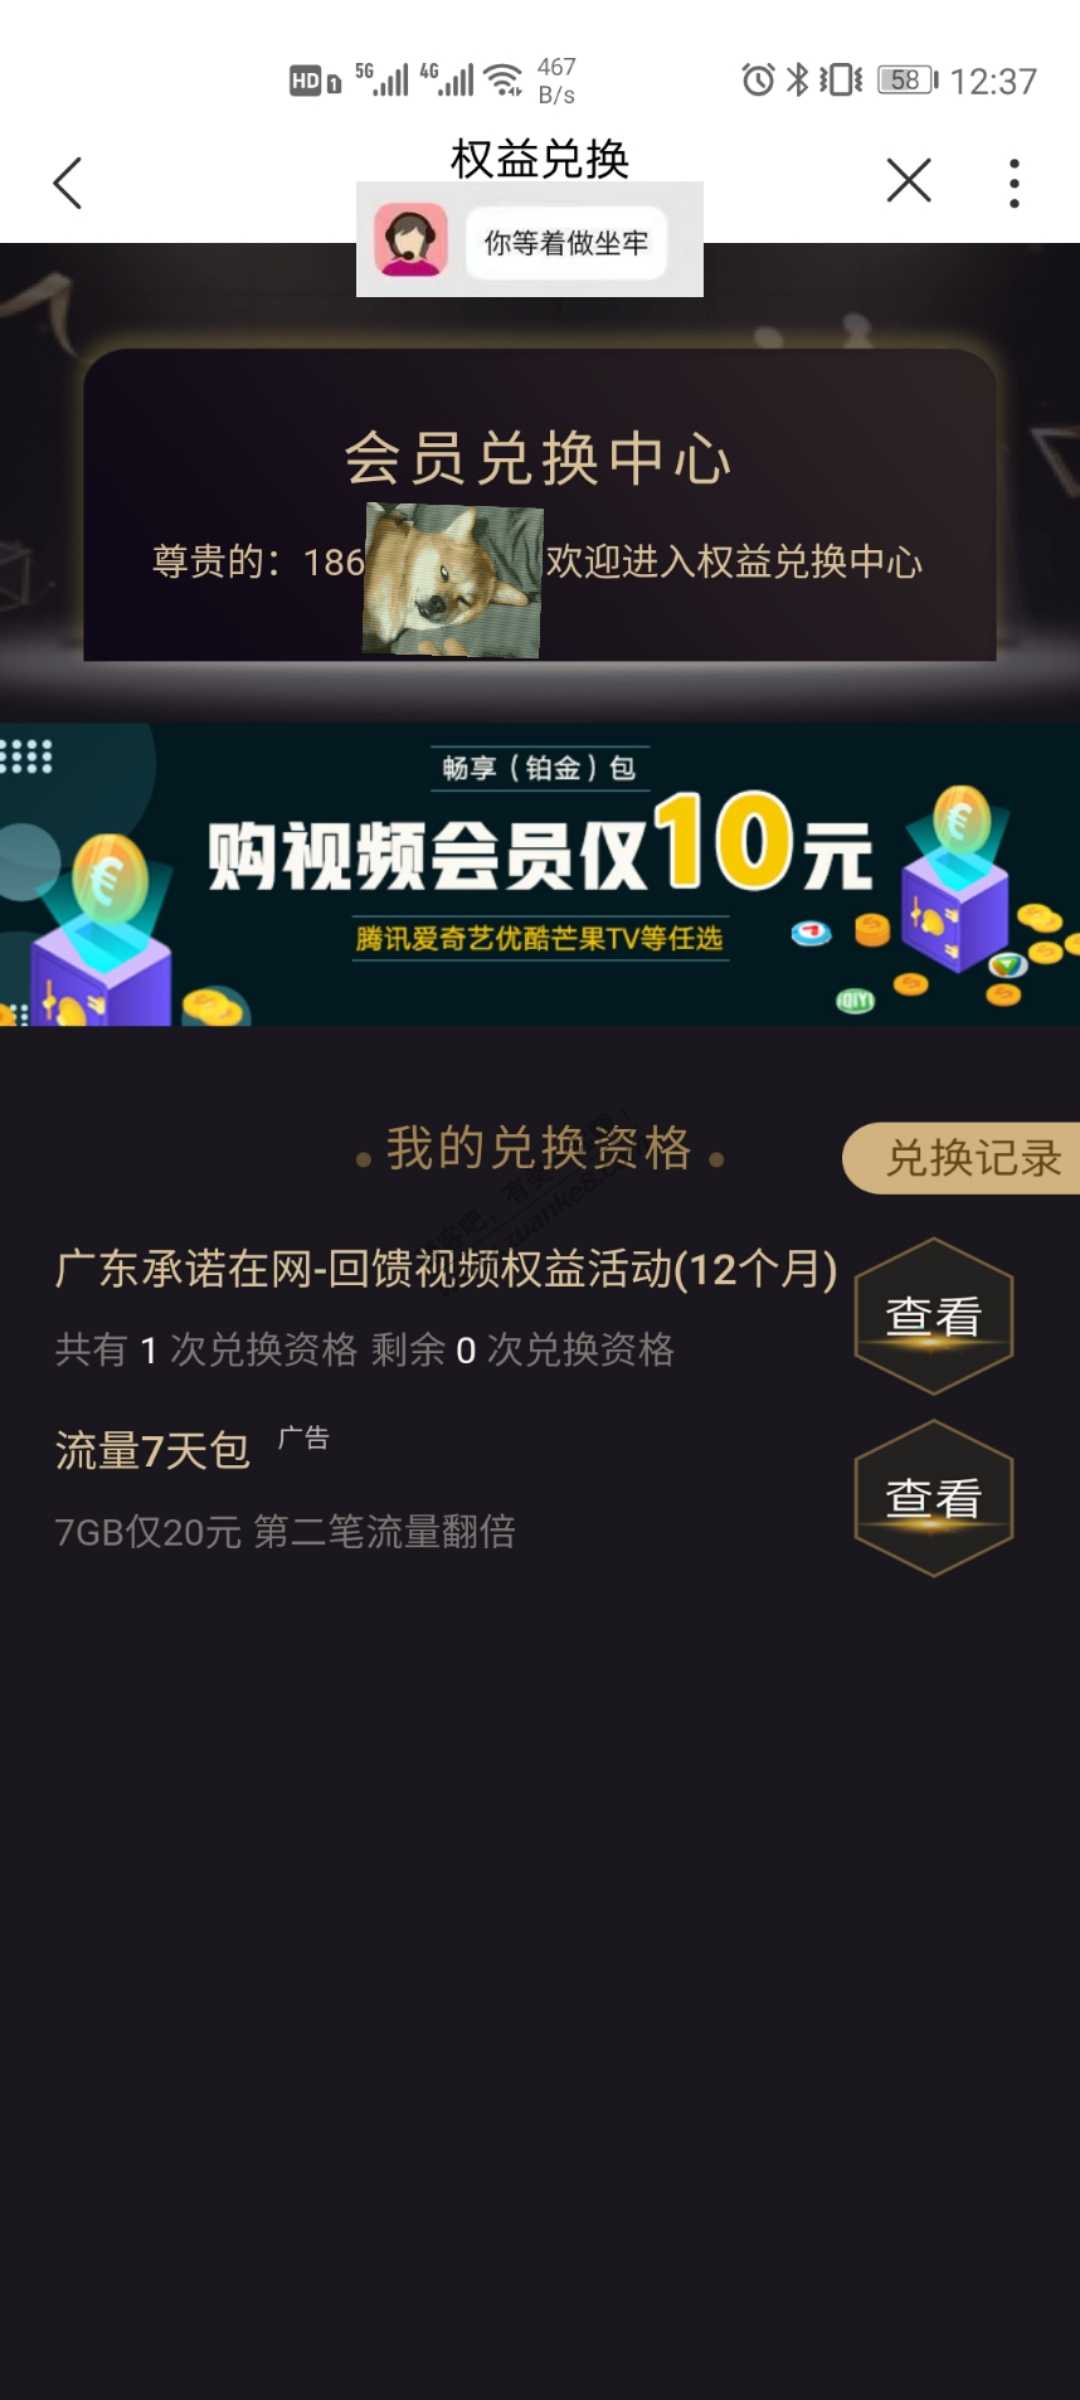 HD 1 5G 4G 467 B/s 58 12:37
权益兑换
你等着做坐牢
会员兑换中心
尊贵的：186 欢迎进入权益兑换中心
畅享（铂金）包
购视频会员仅10元
腾讯爱奇艺优酷芒果TV等任选
QIYI
我的兑换资格
兑换记录
广东承诺在网-回馈视频权益活动(12个月)
查看
共有 1 次兑换资格 剩余 0 次兑换资格
流量7天包 广告
查看
7GB仅20元 第二笔流量翻倍